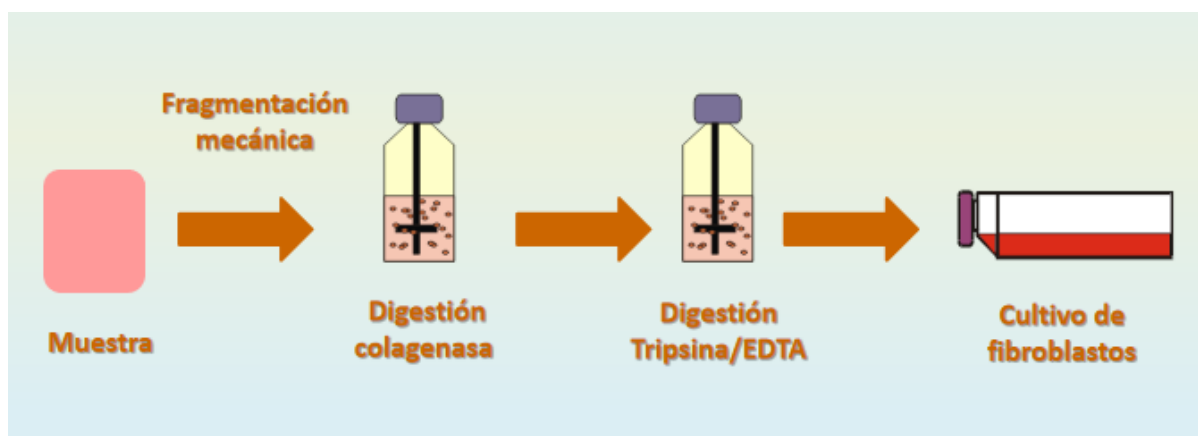 Fragmentación
mecánica
Muestra
Digestión
colagenasa
Digestión
Tripsina/EDTA
Cultivo de
fibroblastos